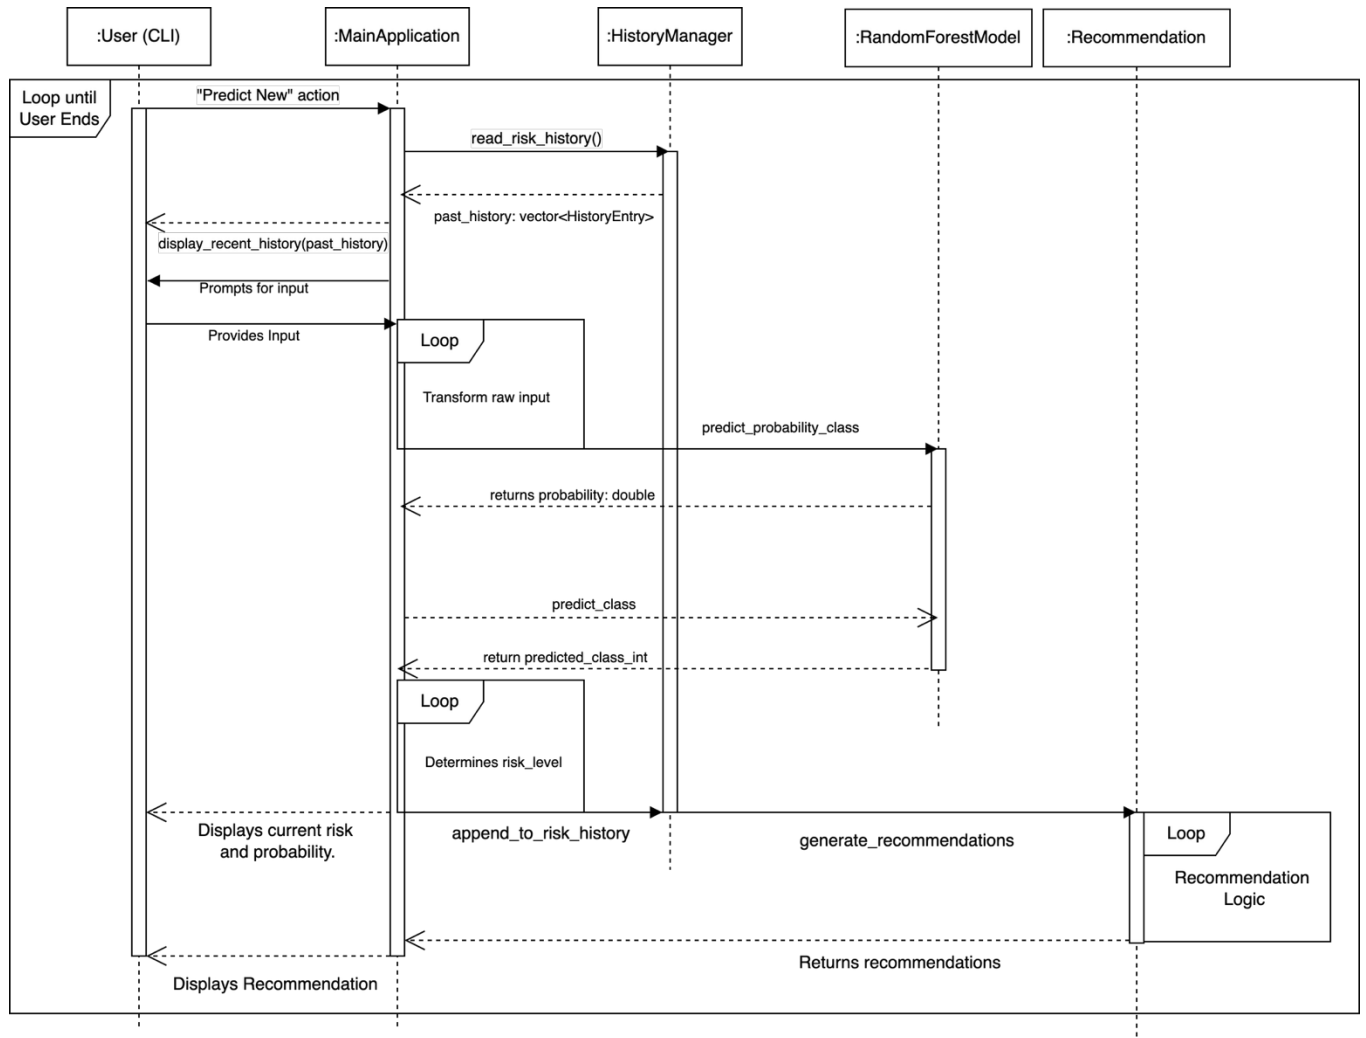 :User (CLI)
:MainApplication
:HistoryManager
:RandomForestModel
:Recommendation
Loop until
User Ends
"Predict New" action
read_risk_history()
past_history: vector<HistoryEntry>
display_recent_history(past_history)
Prompts for input
Provides Input
Loop
Transform raw input
predict_probability_class
returns probability: double
predict_class
return predicted_class_int
Loop
Determines risk_level
Displays current risk
and probability.
append_to_risk_history
generate_recommendations
Loop
Recommendation
Logic
Returns recommendations
Displays Recommendation